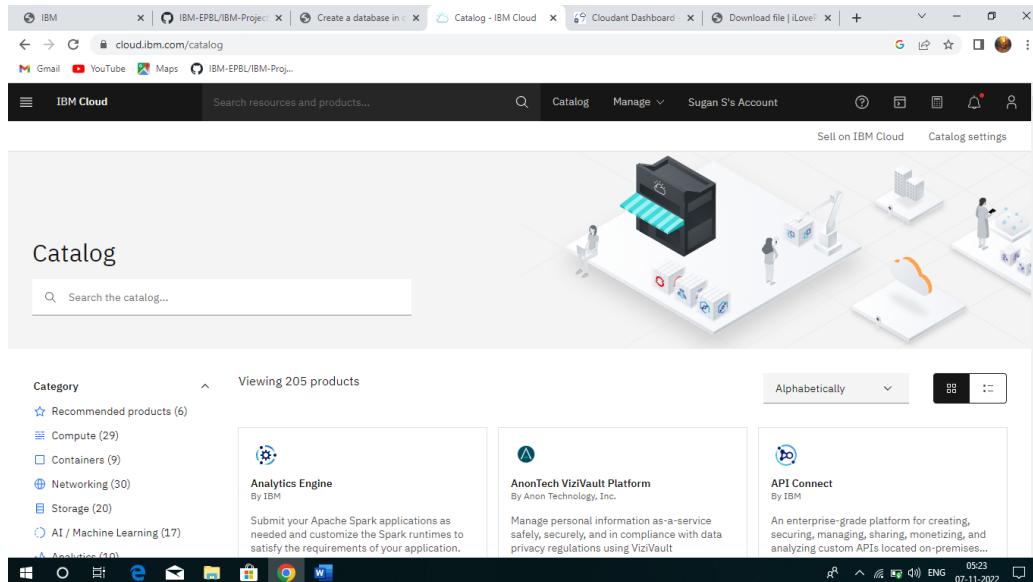 IBM
IBM-EPBL/IBM-Project
Create a database in c
Catalog - IBM Cloud
Cloudant Dashboard
Download file | iLoveP
cloud.ibm.com/catalog
Gmail
YouTube
Maps
IBM-EPBL/IBM-Proj...
IBM Cloud
Search resources and products...
Catalog
Manage
Sugan S's Account
Sell on IBM Cloud
Catalog settings
Catalog
Search the catalog...
Category
Recommended products (6)
Compute (29)
Containers (9)
Networking (30)
Storage (20)
AI / Machine Learning (17)
Analytics (10)
Viewing 205 products
Alphabetically
Analytics Engine
By IBM
Submit your Apache Spark applications as
needed and customize the Spark runtimes to
satisfy the requirements of your application.
AnonTech ViziVault Platform
By Anon Technology, Inc.
Manage personal information as-a-service
safely, securely, and in compliance with data
privacy regulations using ViziVault
API Connect
By IBM
An enterprise-grade platform for creating,
securing, managing, sharing, monetizing, and
analyzing custom APIs located on-premises...
ENG
05:23
07-11-2022